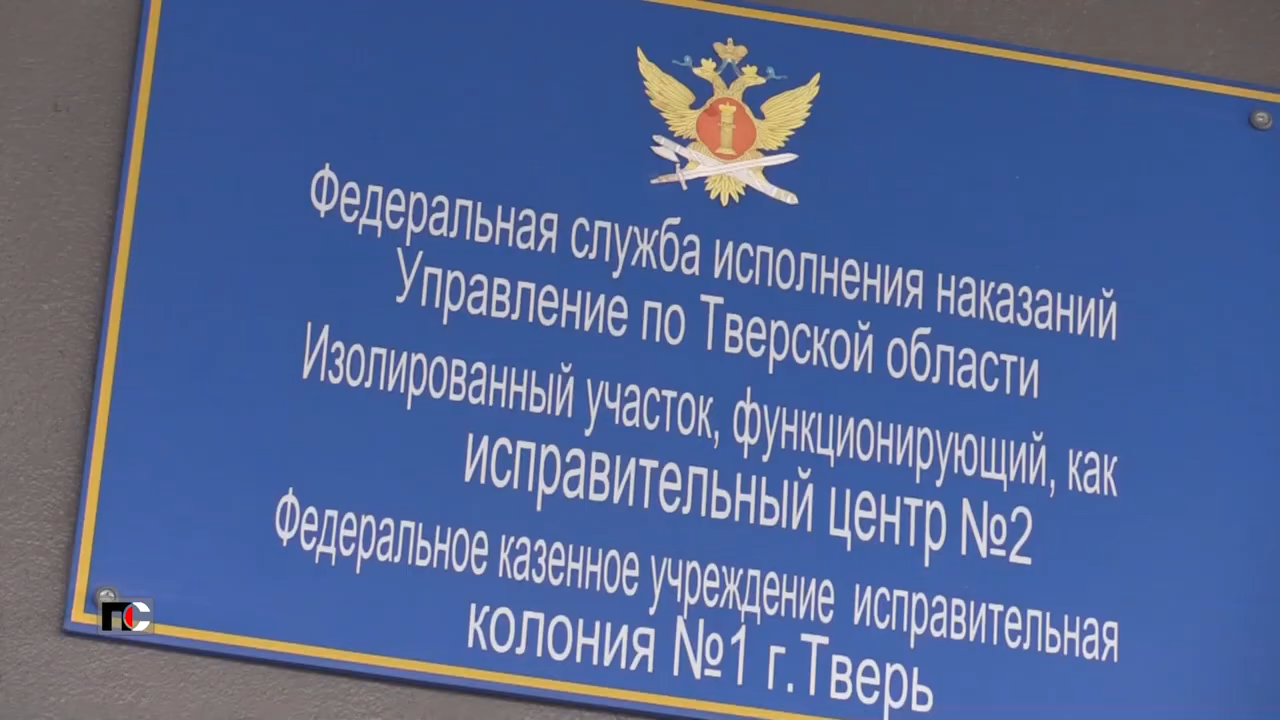 Федеральная служба исполнения наказаний
Управление по Тверской области
Изолированный участок, функционирующий, как
исправительный центр №2
Федеральное казенное учреждение исправительная
колония №1 г.Тверь
ПС